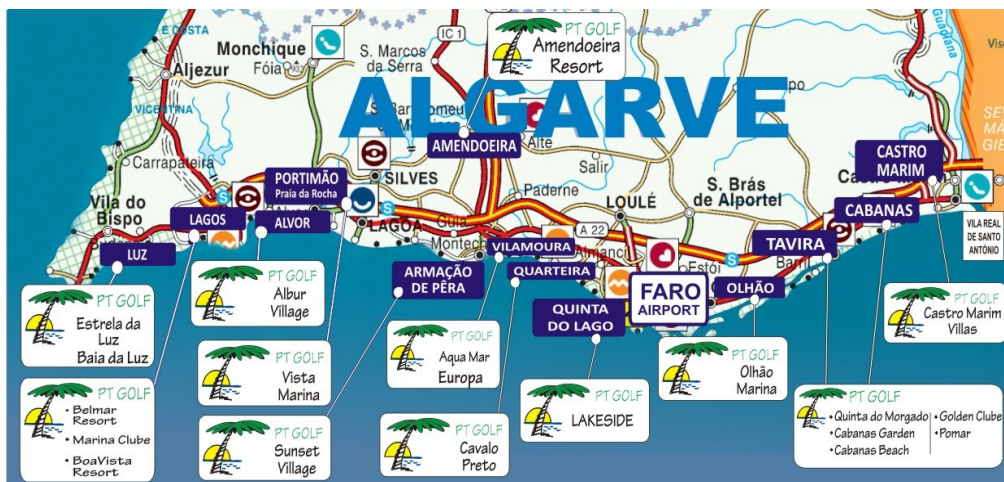 E COSTA
Monchique
Fóia
Aljezur
S. Marcos
da Serra
IC 1
PT GOLF
Amendoeira
Resort
ALGARVE
VICENTINA
Guadiana
AMENDOEIRA
Alte
Salir
Carrapateira
PORTIMÃO
Praia da Rocha
SILVES
CASTRO
MARIM
Vila do
Bispo
LAGOS
ALVOR
LAGOA
Guia
Paderne
LOULÉ
S. Brás
de Alportel
CABANAS
LUZ
A 22
VILAMOURA
QUARTEIRA
Estói
S
TAVIRA
VILA REAL
DE SANTO
ANTÓNIO
ARMAÇÃO
DE PÊRA
QUINTA
DO LAGO
FARO
AIRPORT
OLHÃO
PT GOLF
Estrela da
Luz
Baia da Luz
PT GOLF
Albur
Village
PT GOLF
Castro Marim
Villas
PT GOLF
Vista
Marina
PT GOLF
Aqua Mar
Europa
PT GOLF
Olhão
Marina
PT GOLF
• Belmar
Resort
• Marina Clube
• BoaVista
Resort
PT GOLF
Sunset
Village
PT GOLF
Cavalo
Preto
PT GOLF
LAKESIDE
PT GOLF
• Quinta do Morgado
• Cabanas Garden
• Cabanas Beach
• Golden Clube
• Pomar